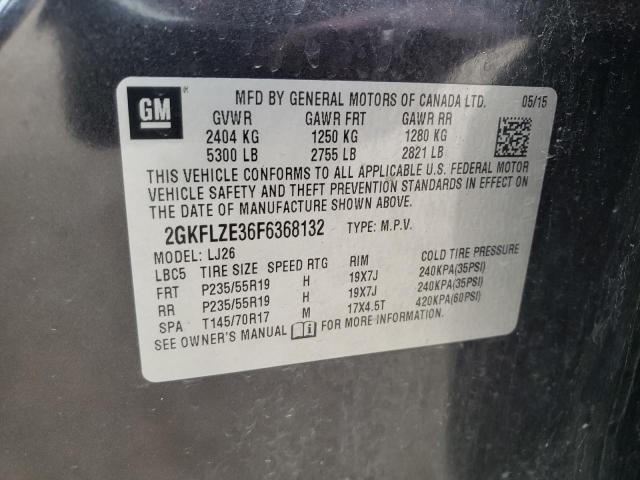 GM
MFD BY GENERAL MOTORS OF CANADA LTD. 05/15
GVWR GAWR FRT GAWR RR
2404 KG 1250 KG 1280 KG
5300 LB 2755 LB 2821 LB
THIS VEHICLE CONFORMS TO ALL APPLICABLE U.S. FEDERAL MOTOR
VEHICLE SAFETY AND THEFT PREVENTION STANDARDS IN EFFECT ON
THE DATE OF MANUFACTURE SHOWN ABOVE.
2GKFLZE36F6368132 TYPE: M.P.V.
MODEL: LJ26
LBC5 TIRE SIZE SPEED RTG RIM COLD TIRE PRESSURE
FRT P235/55R19 H 19X7J 240KPA(35PSI)
RR P235/55R19 H 19X7J 240KPA(35PSI)
SPA T145/70R17 M 17X4.5T 420KPA(60PSI)
SEE OWNER'S MANUAL FOR MORE INFORMATION.